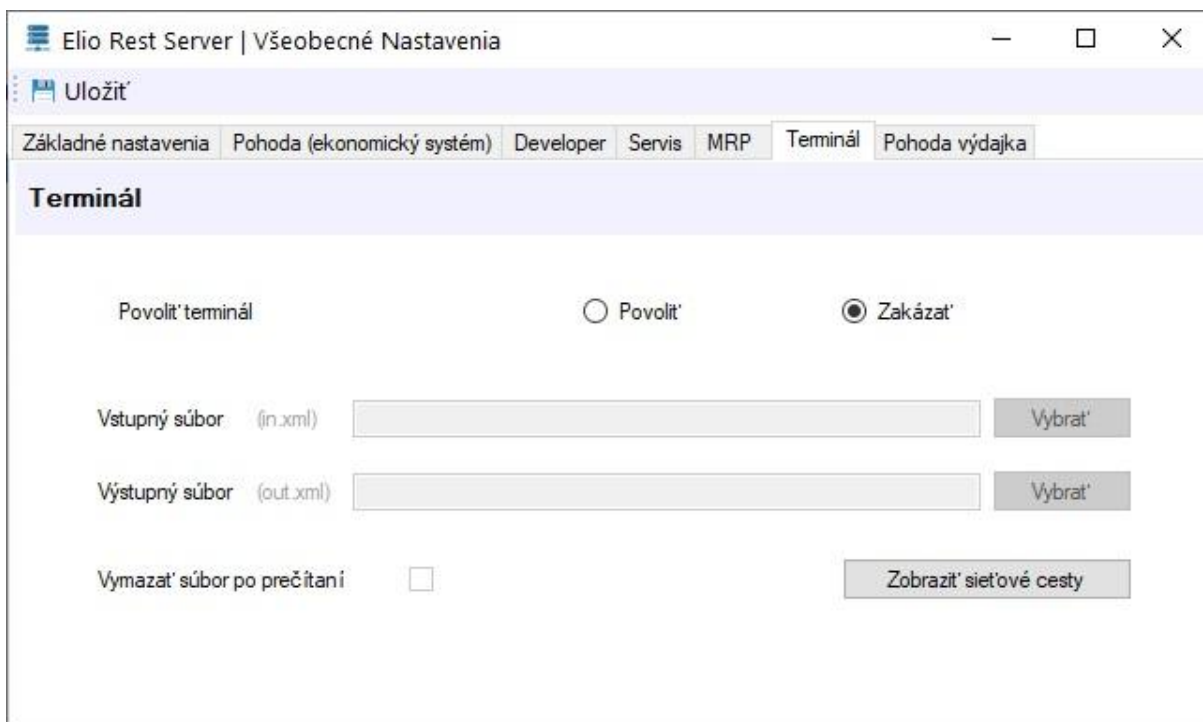 Elio Rest Server | Všeobecné Nastavenia
Uložiť
Základné nastavenia Pohoda (ekonomický systém) Developer Servis MRP Terminál Pohoda výdajka
Terminál
Povoliť terminál Povoliť Zakázať
Vstupný súbor (in.xml) Vybrať
Výstupný súbor (out.xml) Vybrať
Vymazať súbor po prečítaní Zobraziť sieťové cesty